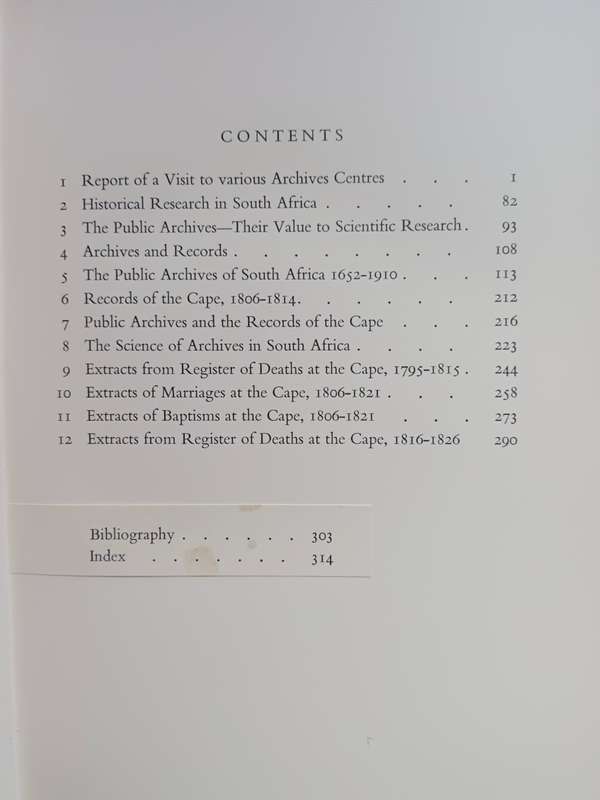 CONTENTS
1 Report of a Visit to various Archives Centres . . . 1
2 Historical Research in South Africa . . . . . 82
3 The Public Archives—Their Value to Scientific Research . 93
4 Archives and Records . . . . . . . . 108
5 The Public Archives of South Africa 1652–1910 . . . 113
6 Records of the Cape, 1806–1814. . . . . . 212
7 Public Archives and the Records of the Cape . . . 216
8 The Science of Archives in South Africa . . . . 223
9 Extracts from Register of Deaths at the Cape, 1795–1815 . 244
10 Extracts of Marriages at the Cape, 1806–1821 . . . 258
11 Extracts of Baptisms at the Cape, 1806–1821 . . . 273
12 Extracts from Register of Deaths at the Cape, 1816–1826 290
Bibliography . . . . . . 303
Index . . . . . . . 314